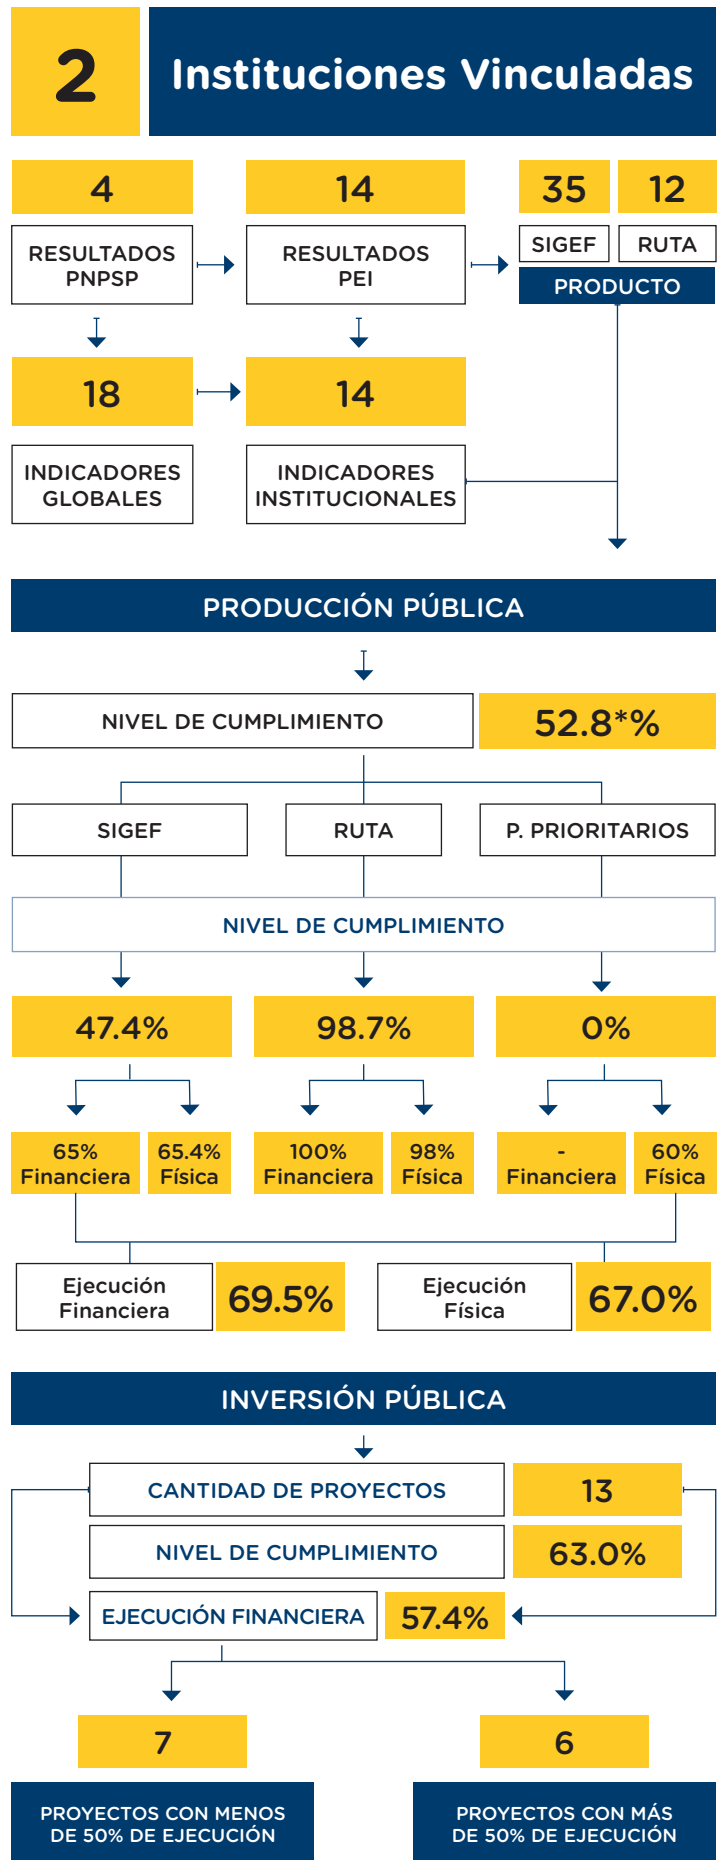 2
Instituciones Vinculadas
4
14
35
12
RESULTADOS
PNPSP
RESULTADOS
PEI
SIGEF
RUTA
PRODUCTO
18
14
INDICADORES
GLOBALES
INDICADORES
INSTITUCIONALES
PRODUCCIÓN PÚBLICA
NIVEL DE CUMPLIMIENTO
52.8*%
SIGEF
RUTA
P. PRIORITARIOS
NIVEL DE CUMPLIMIENTO
47.4%
98.7%
0%
65%
Financiera
65.4%
Física
100%
Financiera
98%
Física
-
Financiera
60%
Física
Ejecución
Financiera
69.5%
Ejecución
Física
67.0%
INVERSIÓN PÚBLICA
CANTIDAD DE PROYECTOS
13
NIVEL DE CUMPLIMIENTO
63.0%
EJECUCIÓN FINANCIERA
57.4%
7
6
PROYECTOS CON MENOS
DE 50% DE EJECUCIÓN
PROYECTOS CON MÁS
DE 50% DE EJECUCIÓN